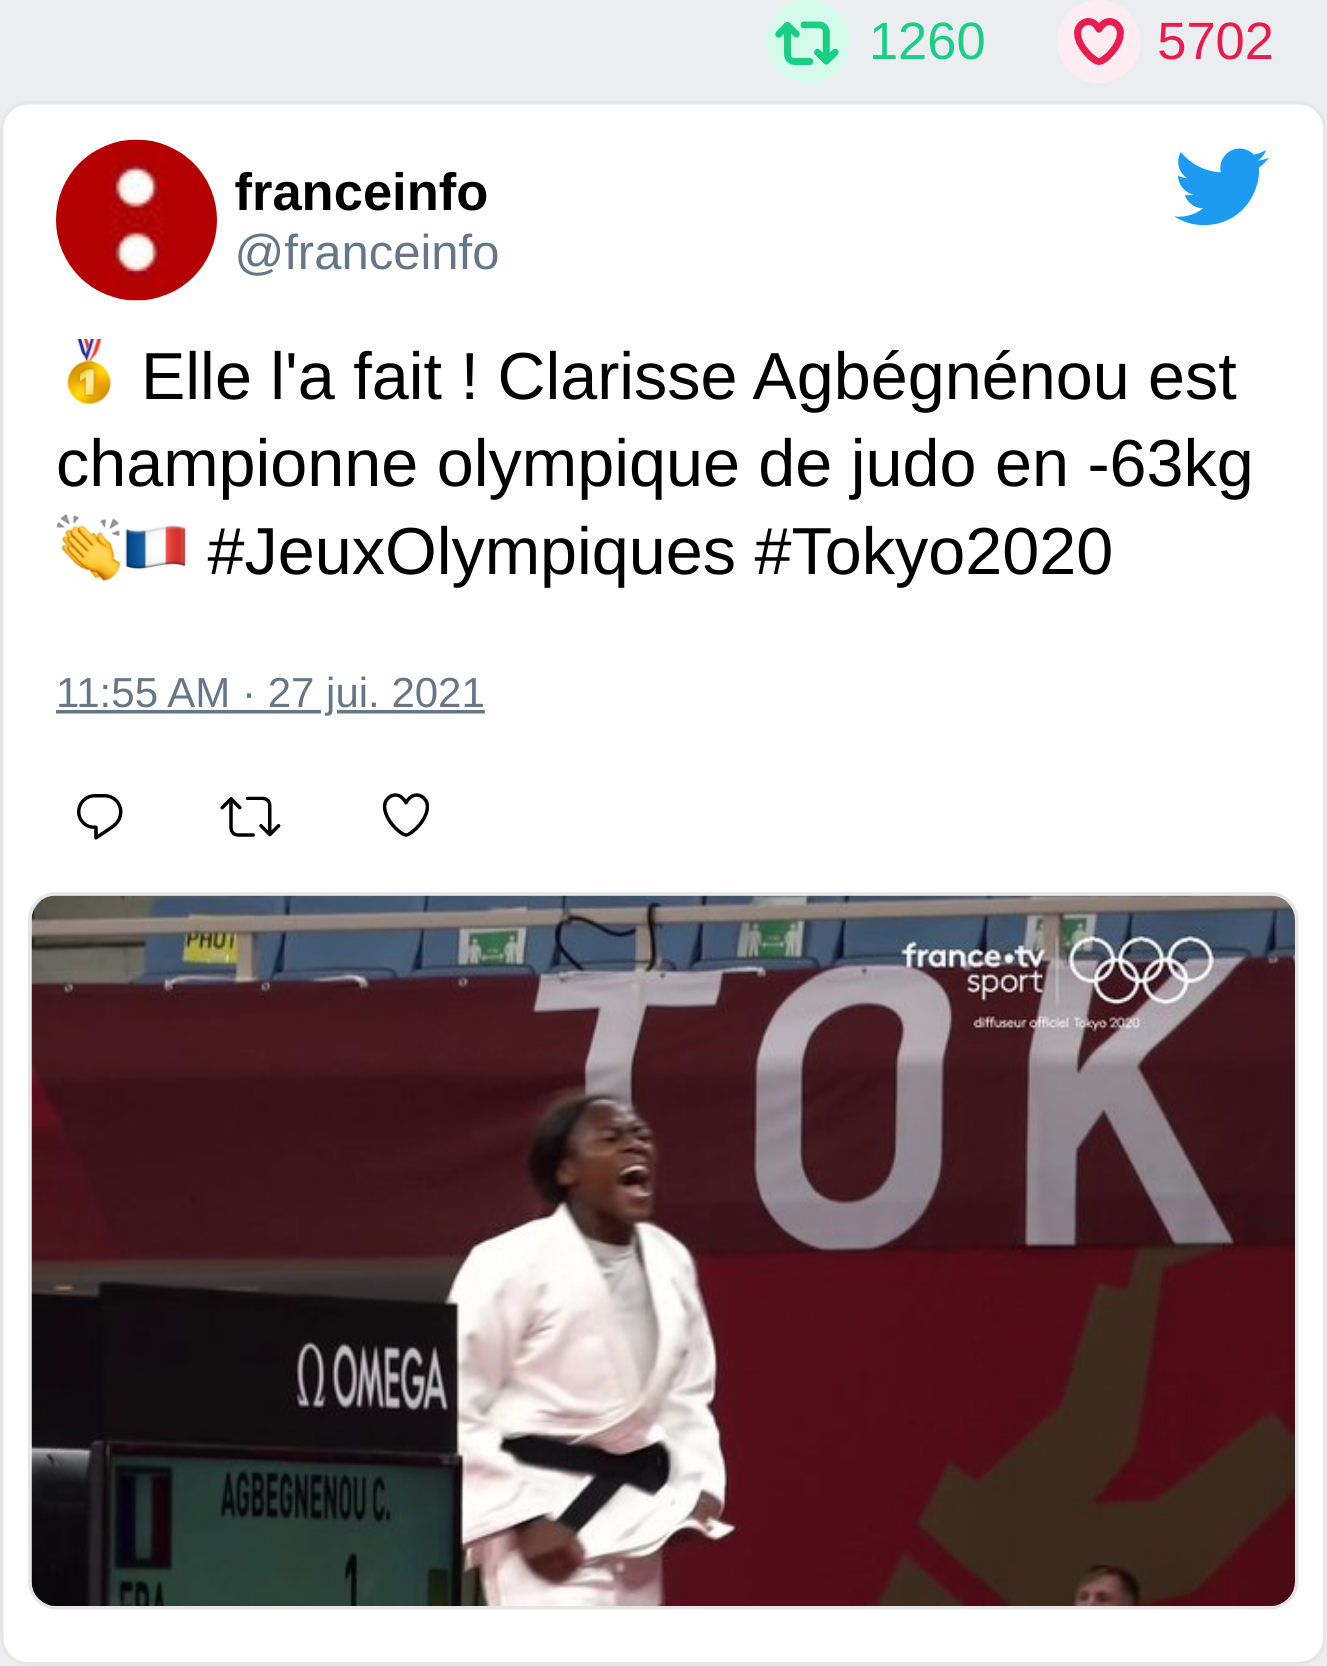 1260 5702
franceinfo
@franceinfo
🥇 Elle l'a fait ! Clarisse Agbégnénou est
championne olympique de judo en -63kg
👏🇫🇷 #JeuxOlympiques #Tokyo2020
11:55 AM · 27 jui. 2021
france•tv
sport
diffuseur officiel Tokyo 2020
TOK
Ω OMEGA
AGBEGNENOU C.
FRA 1